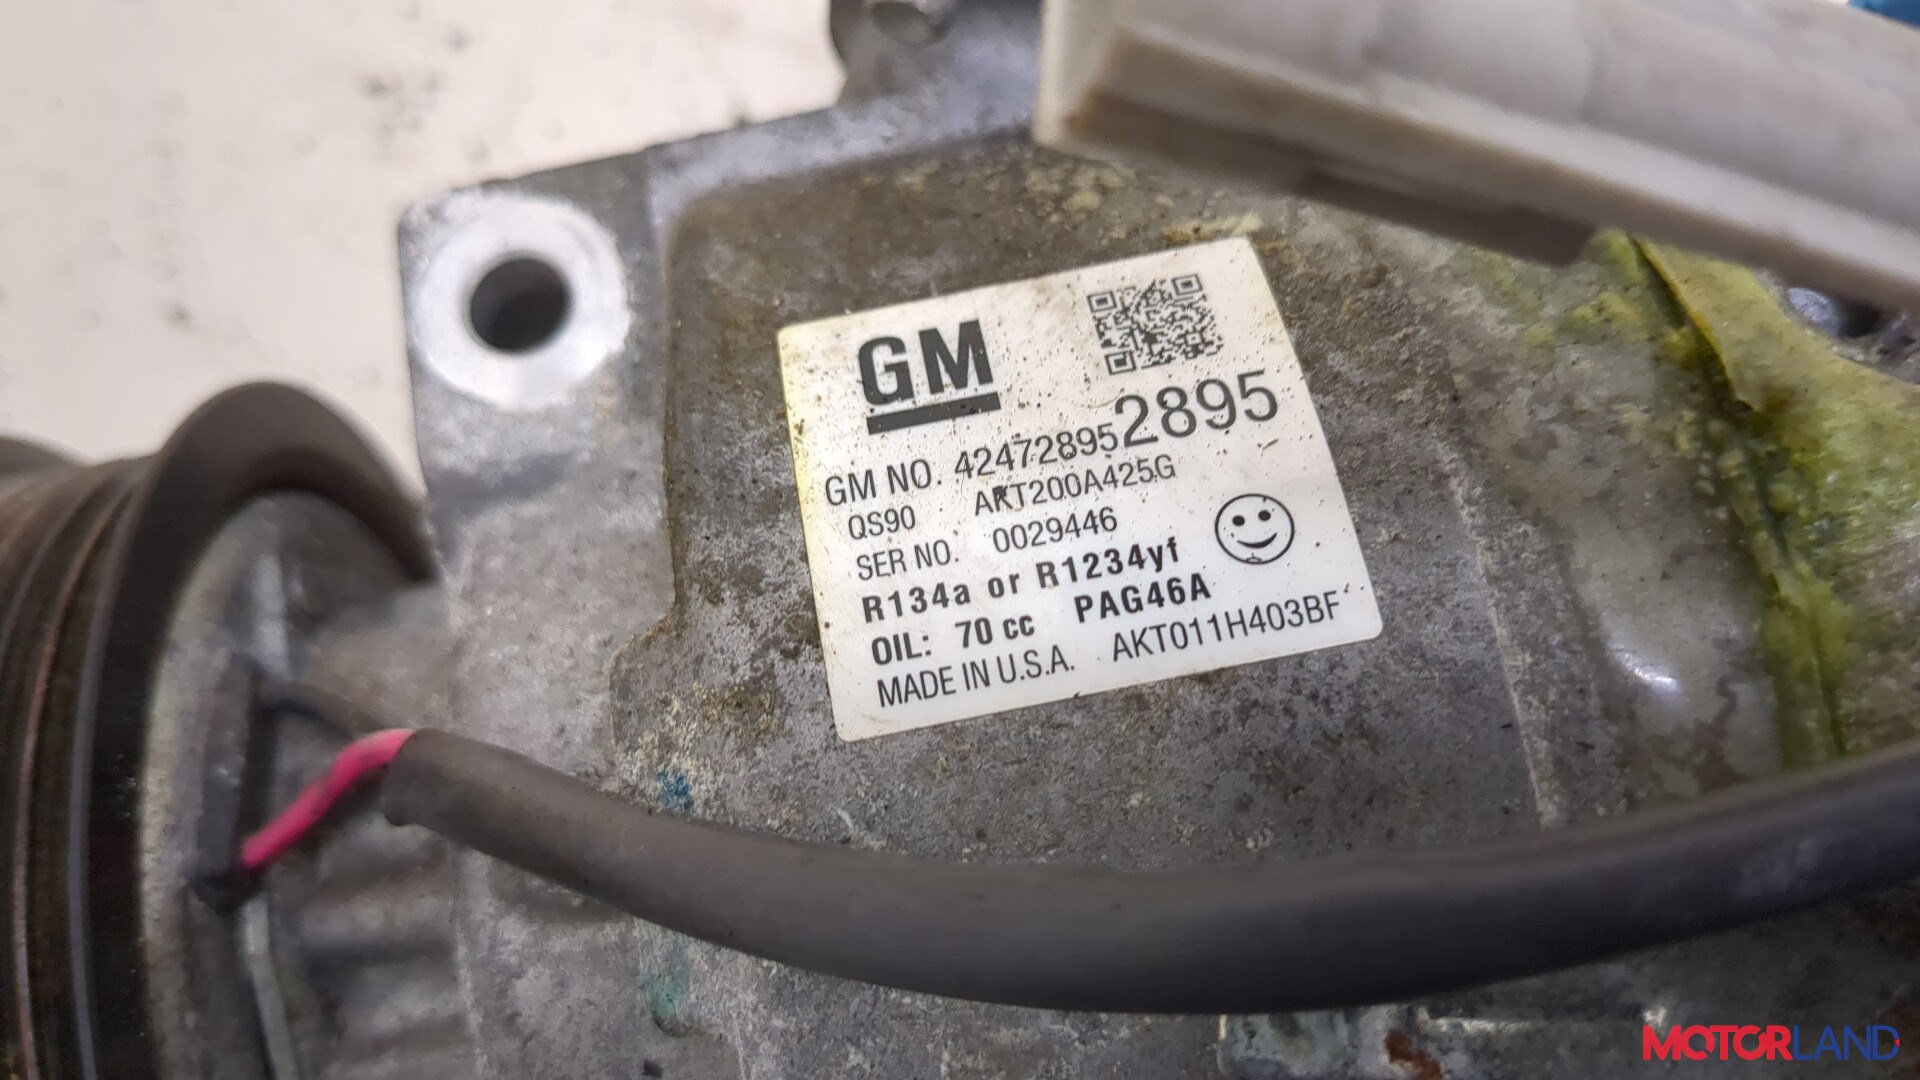 GM
GM NO. 42472895 2895
QS90 AKT200A425G
SER NO. 0029446
R134a or R1234yf
OIL: 70 cc PAG46A
MADE IN U.S.A. AKT011H403BF
MOTORLAND